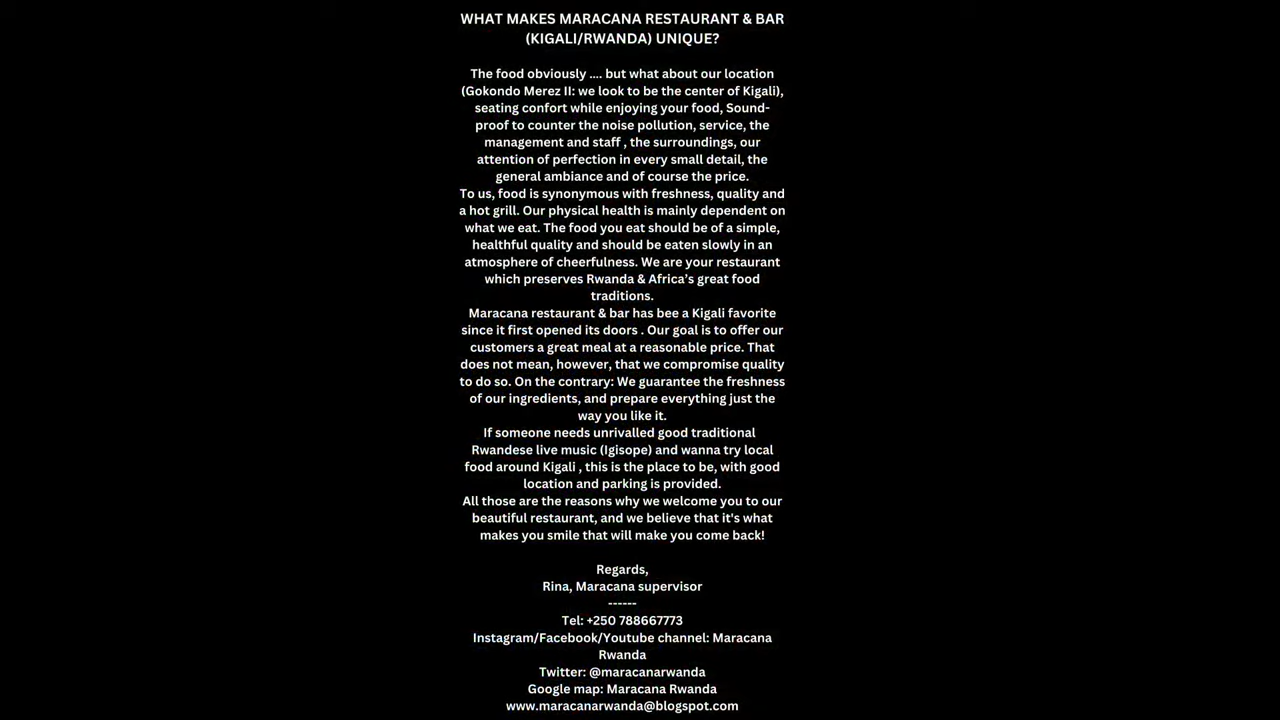 WHAT MAKES MARACANA RESTAURANT & BAR
(KIGALI/RWANDA) UNIQUE?
The food obviously .... but what about our location
(Gokondo Merez II: we look to be the center of Kigali),
seating confort while enjoying your food, Sound-
proof to counter the noise pollution, service, the
management and staff , the surroundings, our
attention of perfection in every small detail, the
general ambiance and of course the price.
To us, food is synonymous with freshness, quality and
a hot grill. Our physical health is mainly dependent on
what we eat. The food you eat should be of a simple,
healthful quality and should be eaten slowly in an
atmosphere of cheerfulness. We are your restaurant
which preserves Rwanda & Africa's great food
traditions.
Maracana restaurant & bar has bee a Kigali favorite
since it first opened its doors . Our goal is to offer our
customers a great meal at a reasonable price. That
does not mean, however, that we compromise quality
to do so. On the contrary: We guarantee the freshness
of our ingredients, and prepare everything just the
way you like it.
If someone needs unrivalled good traditional
Rwandese live music (Igisope) and wanna try local
food around Kigali , this is the place to be, with good
location and parking is provided.
All those are the reasons why we welcome you to our
beautiful restaurant, and we believe that it's what
makes you smile that will make you come back!
Regards,
Rina, Maracana supervisor
------
Tel: +250 788667773
Instagram/Facebook/Youtube channel: Maracana
Rwanda
Twitter: @maracanarwanda
Google map: Maracana Rwanda
www.maracanarwanda@blogspot.com